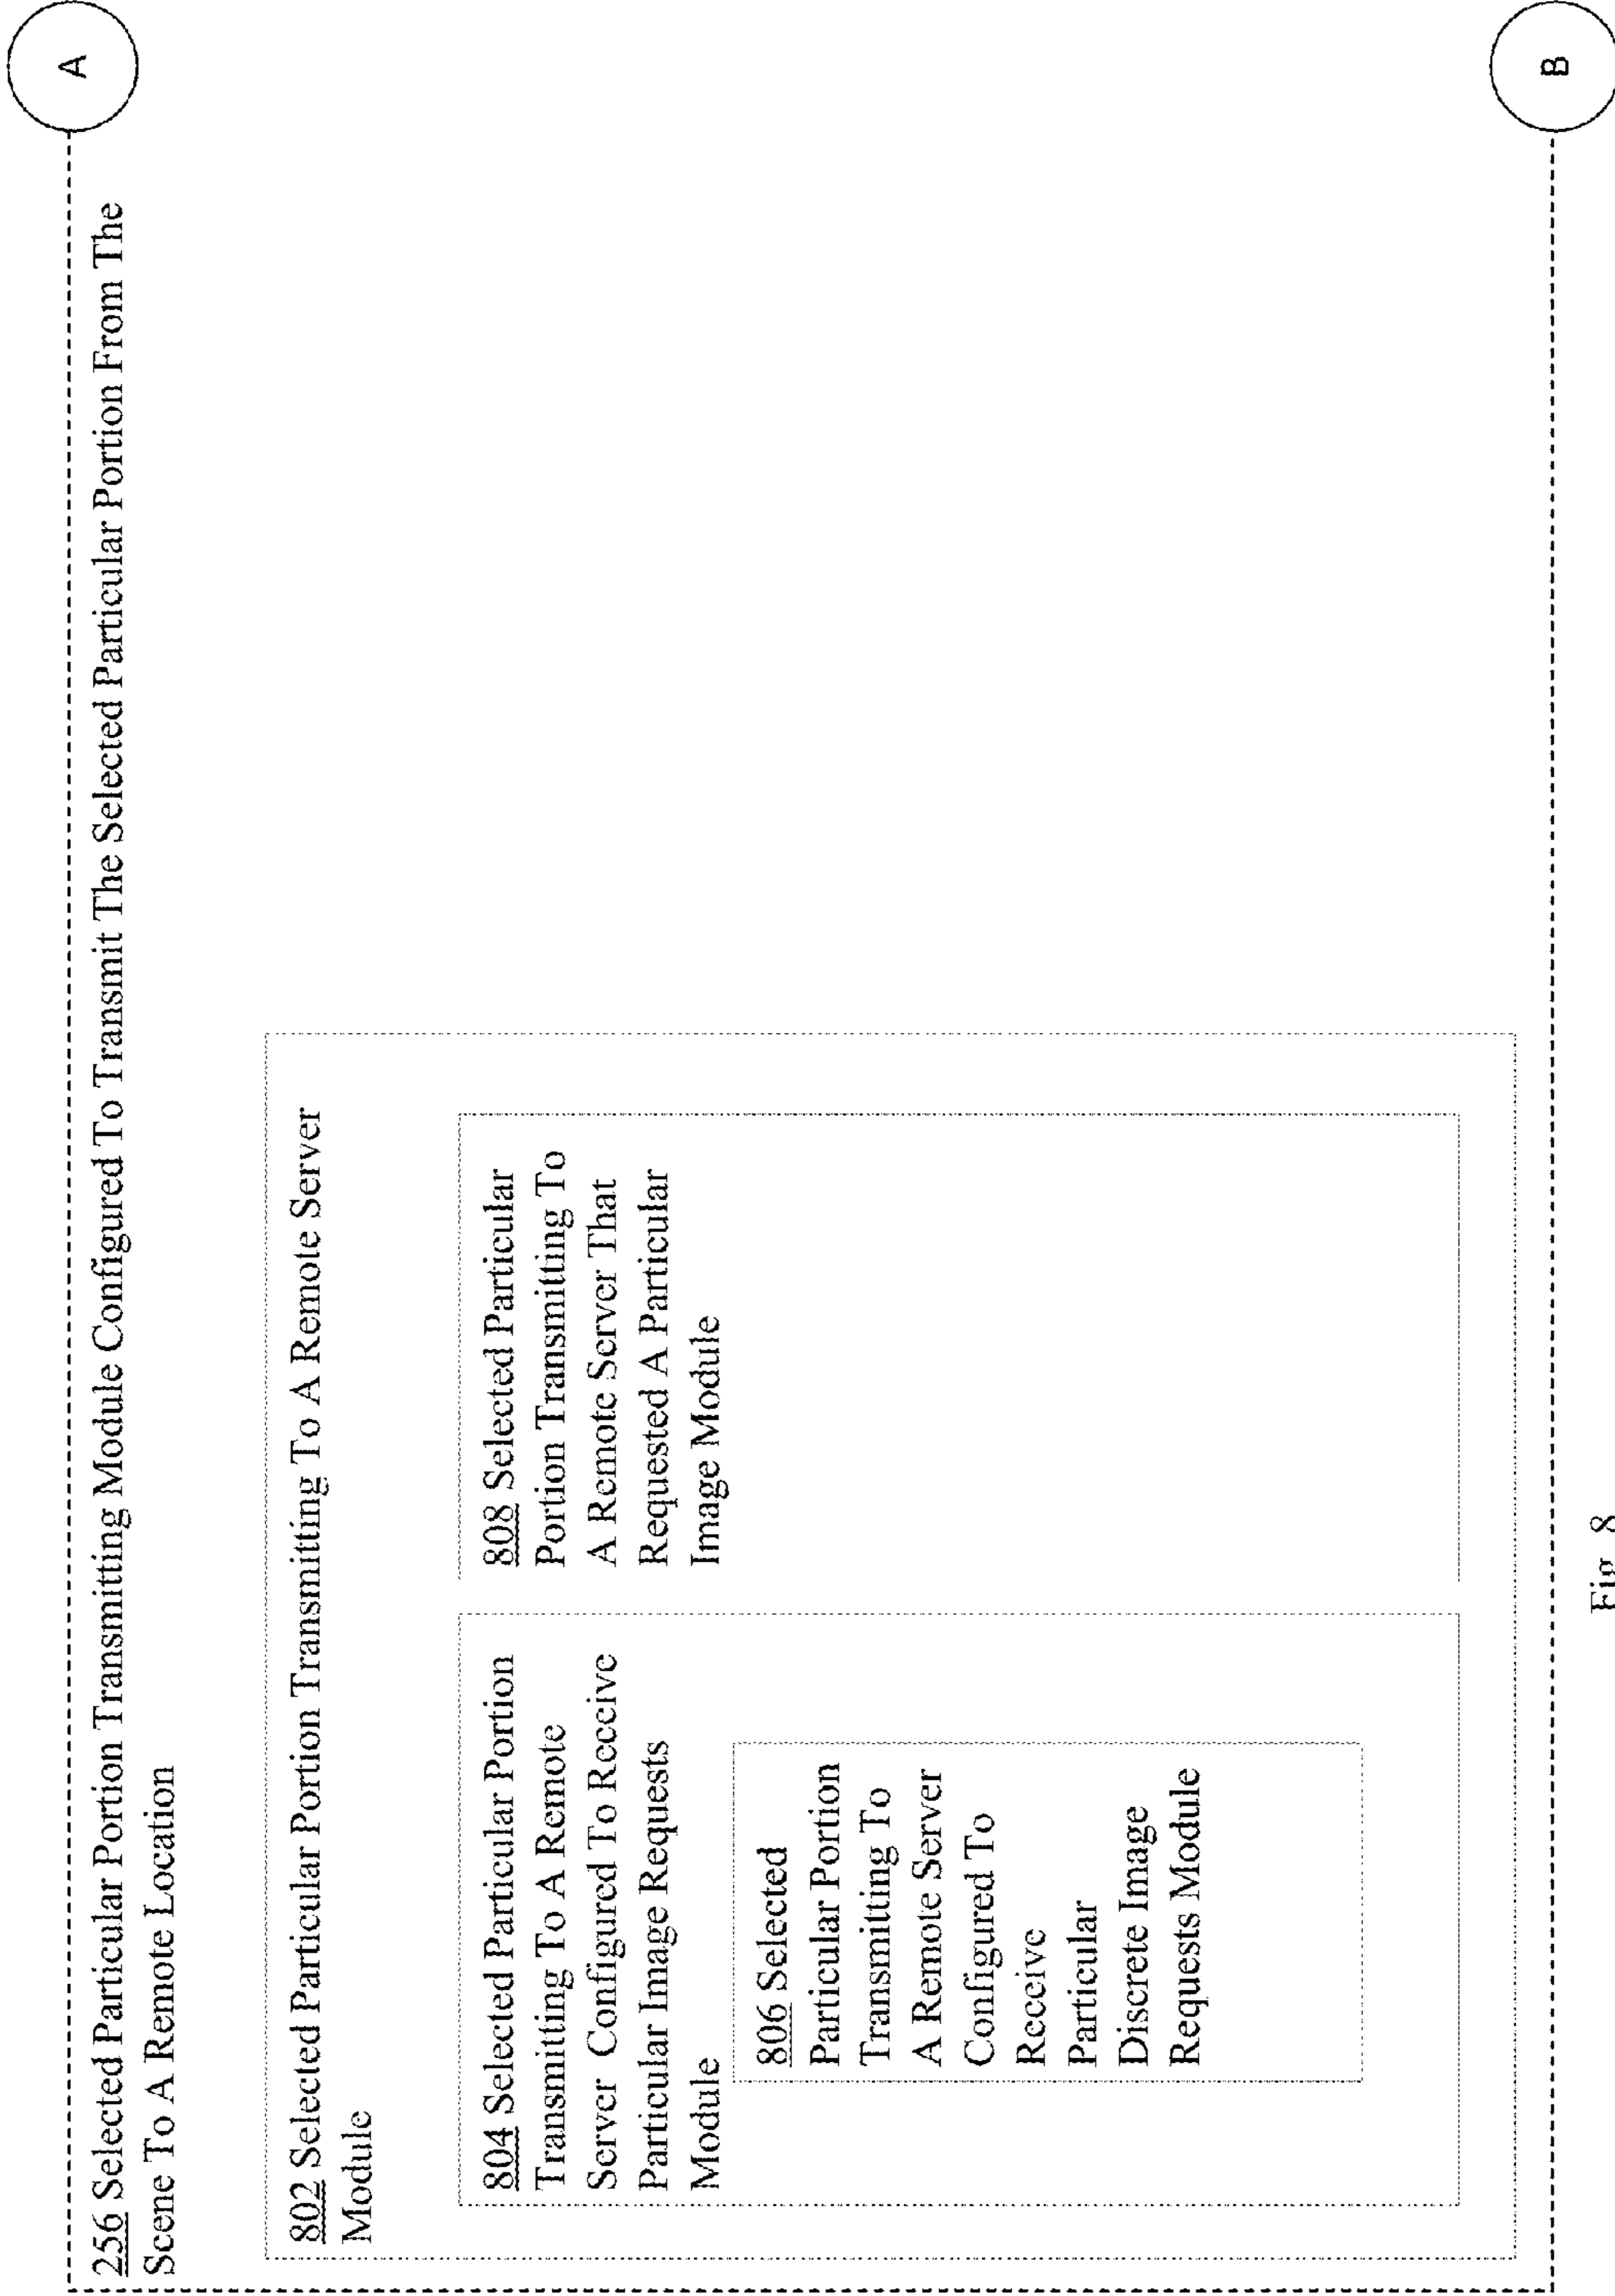 256 Selected Particular Portion Transmitting Module Configured To Transmit The Selected Particular Portion From The
Scene To A Remote Location
A
802 Selected Particular Portion Transmitting To A Remote Server
Module
804 Selected Particular Portion
Transmitting To A Remote
Server Configured To Receive
Particular Image Requests
Module
806 Selected
Particular Portion
Transmitting To
A Remote Server
Configured To
Receive
Particular
Discrete Image
Requests Module
808 Selected Particular
Portion Transmitting To
A Remote Server That
Requested A Particular
Image Module
B
Fig. 8